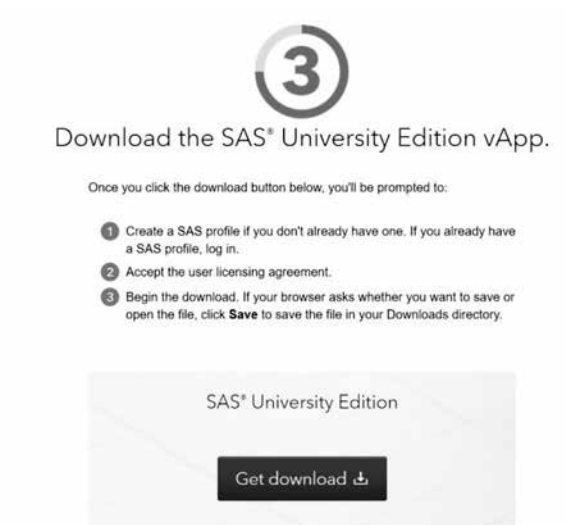 3
Download the SAS® University Edition vApp.
Once you click the download button below, you'll be prompted to:
1 Create a SAS profile if you don't already have one. If you already have
a SAS profile, log in.
2 Accept the user licensing agreement.
3 Begin the download. If your browser asks whether you want to save or
open the file, click Save to save the file in your Downloads directory.
SAS® University Edition
Get download